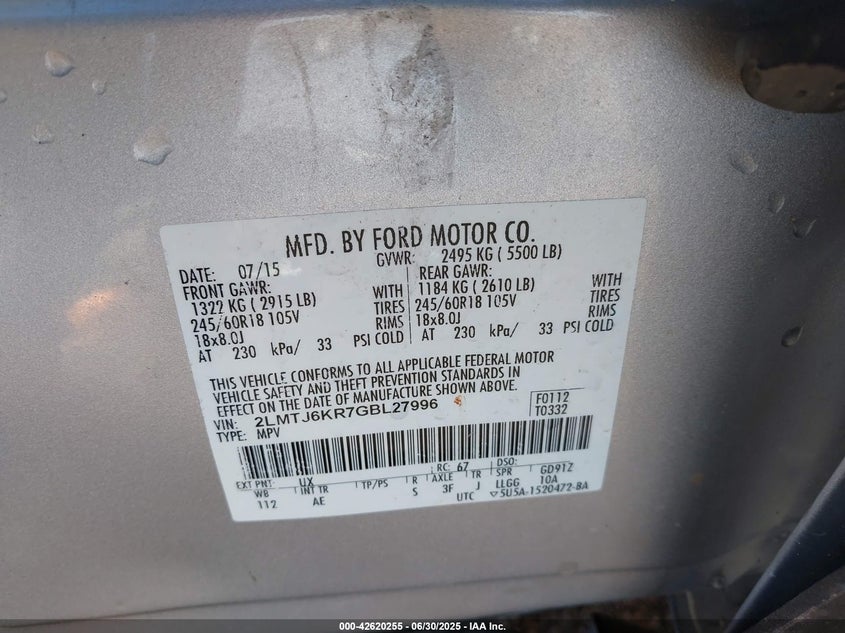 MFD. BY FORD MOTOR CO.
DATE: 07/15 GVWR: 2495 KG ( 5500 LB)
FRONT GAWR: REAR GAWR:
1322 KG ( 2915 LB) WITH 1184 KG ( 2610 LB) WITH
245/60R18 105V TIRES 245/60R18 105V TIRES
18x8.0J RIMS 18x8.0J RIMS
AT 230 kPa/ 33 PSI COLD AT 230 kPa/ 33 PSI COLD
THIS VEHICLE CONFORMS TO ALL APPLICABLE FEDERAL MOTOR
VEHICLE SAFETY AND THEFT PREVENTION STANDARDS IN
EFFECT ON THE DATE OF MANUFACTURE SHOWN ABOVE.
VIN: 2LMTJ6KR7GBL27996 F0112
TYPE: MPV T0332
EXT PNT: UX RC: 67 DSO:
WB INT TR TP/PS R AXLE TR SPR GD91Z
112 AE S 3F J LLGG 10A
UTC ▽5U5A-1520472-BA
000-42620255 - 06/30/2025 - IAA Inc.